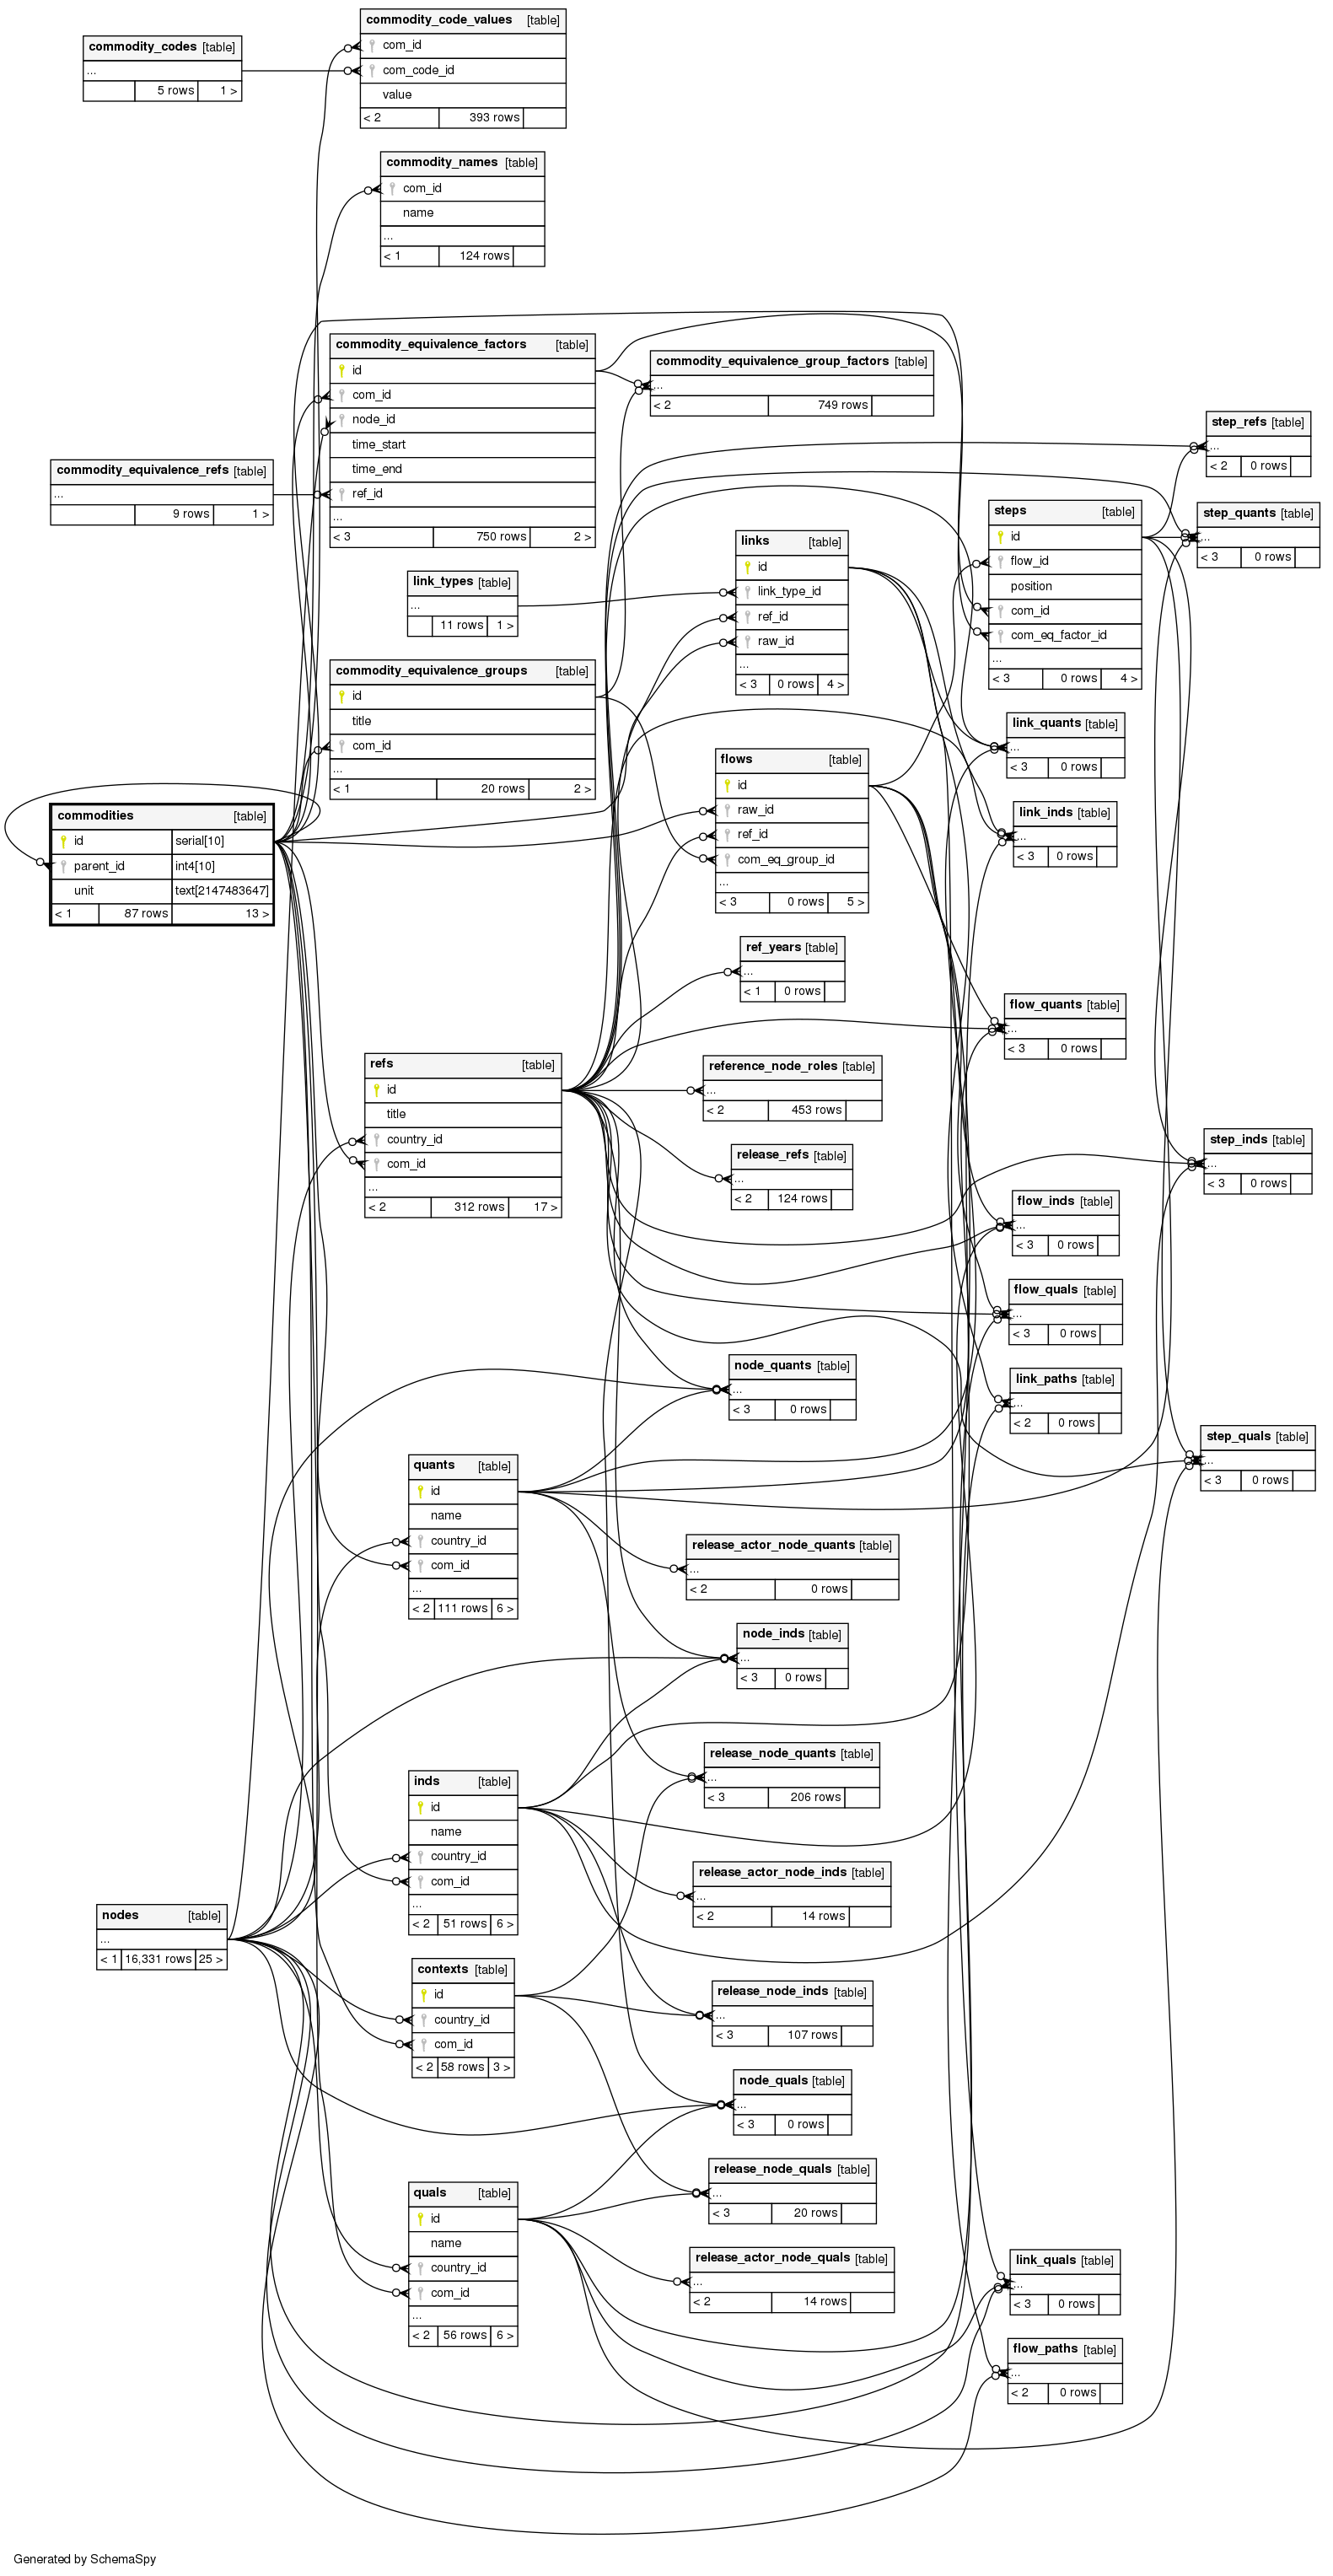 commodity_code_values [table]
com_id
com_code_id
value
< 2 393 rows
commodity_codes [table]
...
5 rows 1 >
commodity_names [table]
com_id
name
...
< 1 124 rows
commodity_equivalence_factors [table]
id
com_id
node_id
time_start
time_end
ref_id
...
< 3 750 rows 2 >
commodity_equivalence_group_factors [table]
...
< 2 749 rows
commodity_equivalence_refs [table]
...
9 rows 1 >
step_refs [table]
...
< 2 0 rows
step_quants [table]
...
< 3 0 rows
steps [table]
id
flow_id
position
com_id
com_eq_factor_id
...
< 3 0 rows 4 >
links [table]
id
link_type_id
ref_id
raw_id
...
< 3 0 rows 4 >
link_types [table]
...
11 rows 1 >
commodity_equivalence_groups [table]
id
title
com_id
...
< 1 20 rows 2 >
link_quants [table]
...
< 3 0 rows
flows [table]
id
raw_id
ref_id
com_eq_group_id
...
< 3 0 rows 5 >
link_inds [table]
...
< 3 0 rows
commodities [table]
id serial[10]
parent_id int4[10]
unit text[2147483647]
< 1 87 rows 13 >
ref_years [table]
...
< 1 0 rows
flow_quants [table]
...
< 3 0 rows
refs [table]
id
title
country_id
com_id
...
< 2 312 rows 17 >
reference_node_roles [table]
...
< 2 453 rows
release_refs [table]
...
< 2 124 rows
step_inds [table]
...
< 3 0 rows
flow_inds [table]
...
< 3 0 rows
flow_quals [table]
...
< 3 0 rows
node_quants [table]
...
< 3 0 rows
link_paths [table]
...
< 2 0 rows
step_quals [table]
...
< 3 0 rows
quants [table]
id
name
country_id
com_id
...
< 2 111 rows 6 >
release_actor_node_quants [table]
...
< 2 0 rows
node_inds [table]
...
< 3 0 rows
release_node_quants [table]
...
< 3 206 rows
inds [table]
id
name
country_id
com_id
...
< 2 51 rows 6 >
release_actor_node_inds [table]
...
< 2 14 rows
nodes [table]
...
< 1 16,331 rows 25 >
contexts [table]
id
country_id
com_id
< 2 58 rows 3 >
release_node_inds [table]
...
< 3 107 rows
node_quals [table]
...
< 3 0 rows
release_node_quals [table]
...
< 3 20 rows
quals [table]
id
name
country_id
com_id
...
< 2 56 rows 6 >
release_actor_node_quals [table]
...
< 2 14 rows
link_quals [table]
...
< 3 0 rows
flow_paths [table]
...
< 2 0 rows
Generated by SchemaSpy